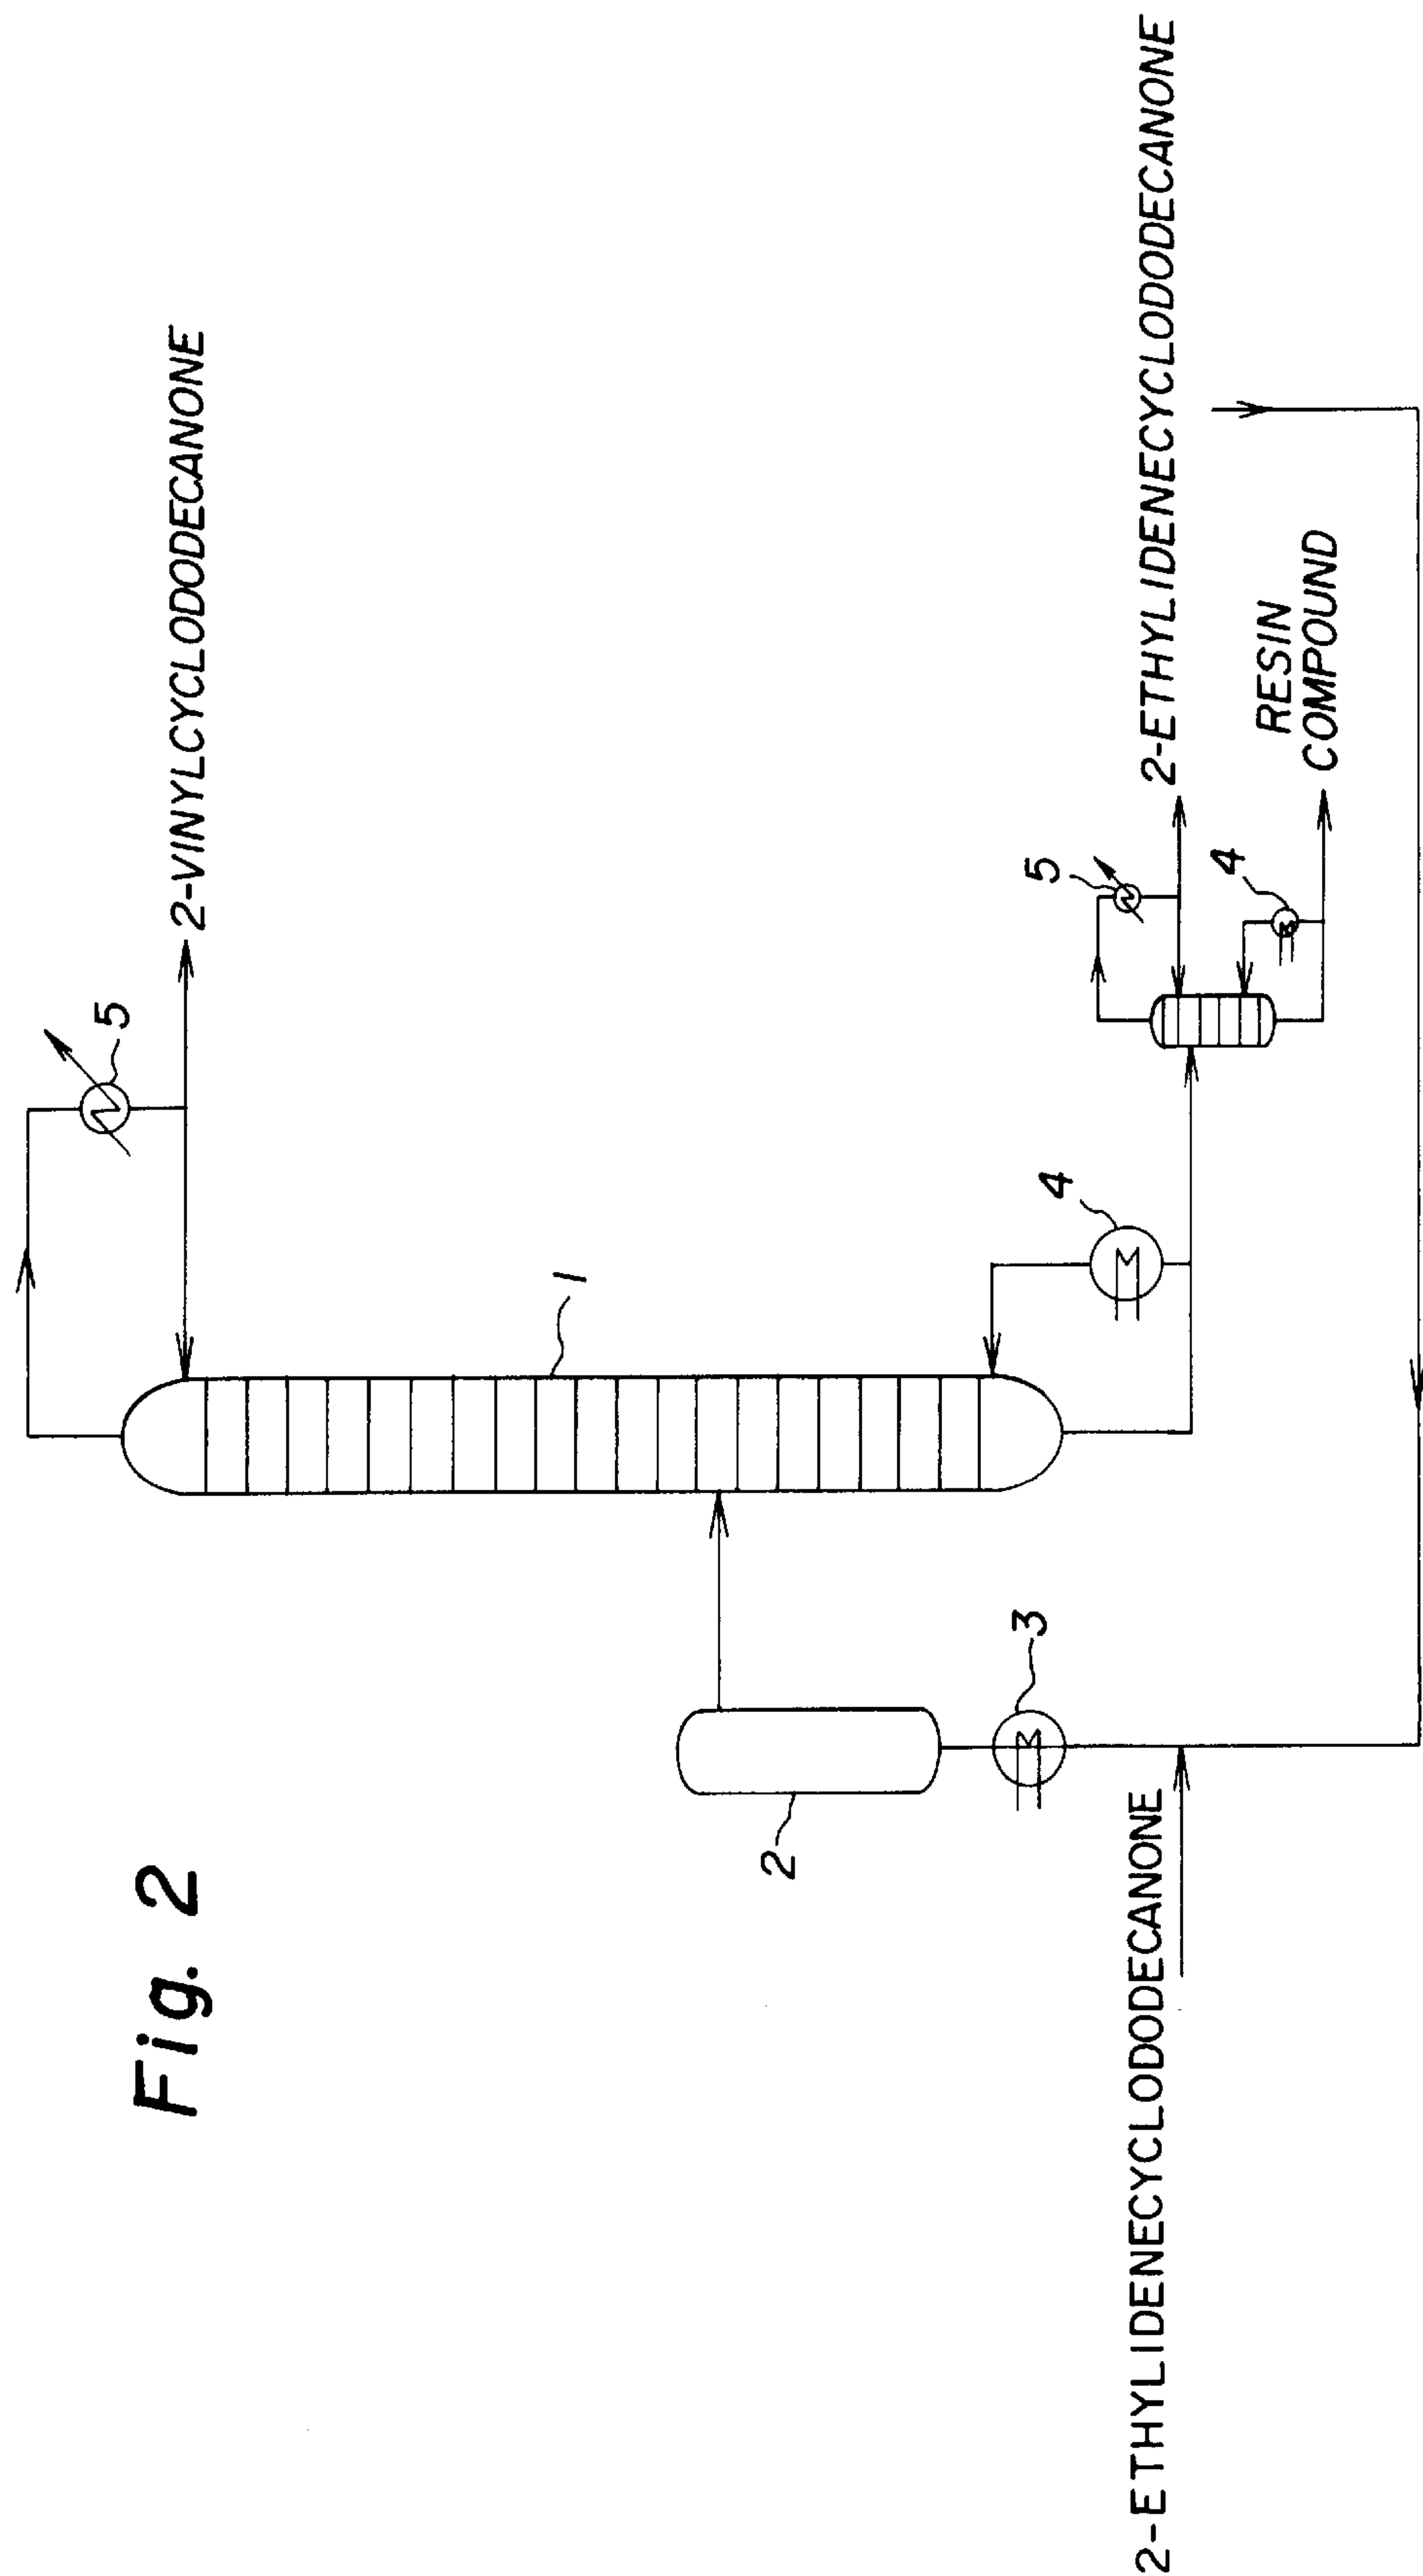 Fig. 2
5
2-VINYLCYCLODODECANONE
1
2
3
4
5
4
2-ETHYLIDENECYCLODODECANONE
2-ETHYLIDENECYCLODODECANONE
RESIN
COMPOUND